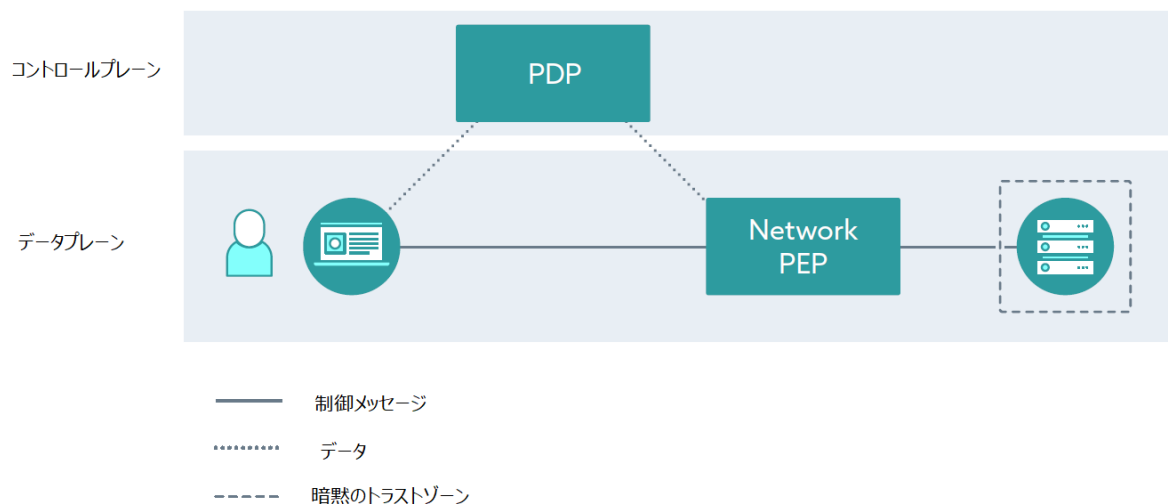 コントロールプレーン
PDP
データプレーン
Network
PEP
制御メッセージ
データ
暗黙のトラストゾーン